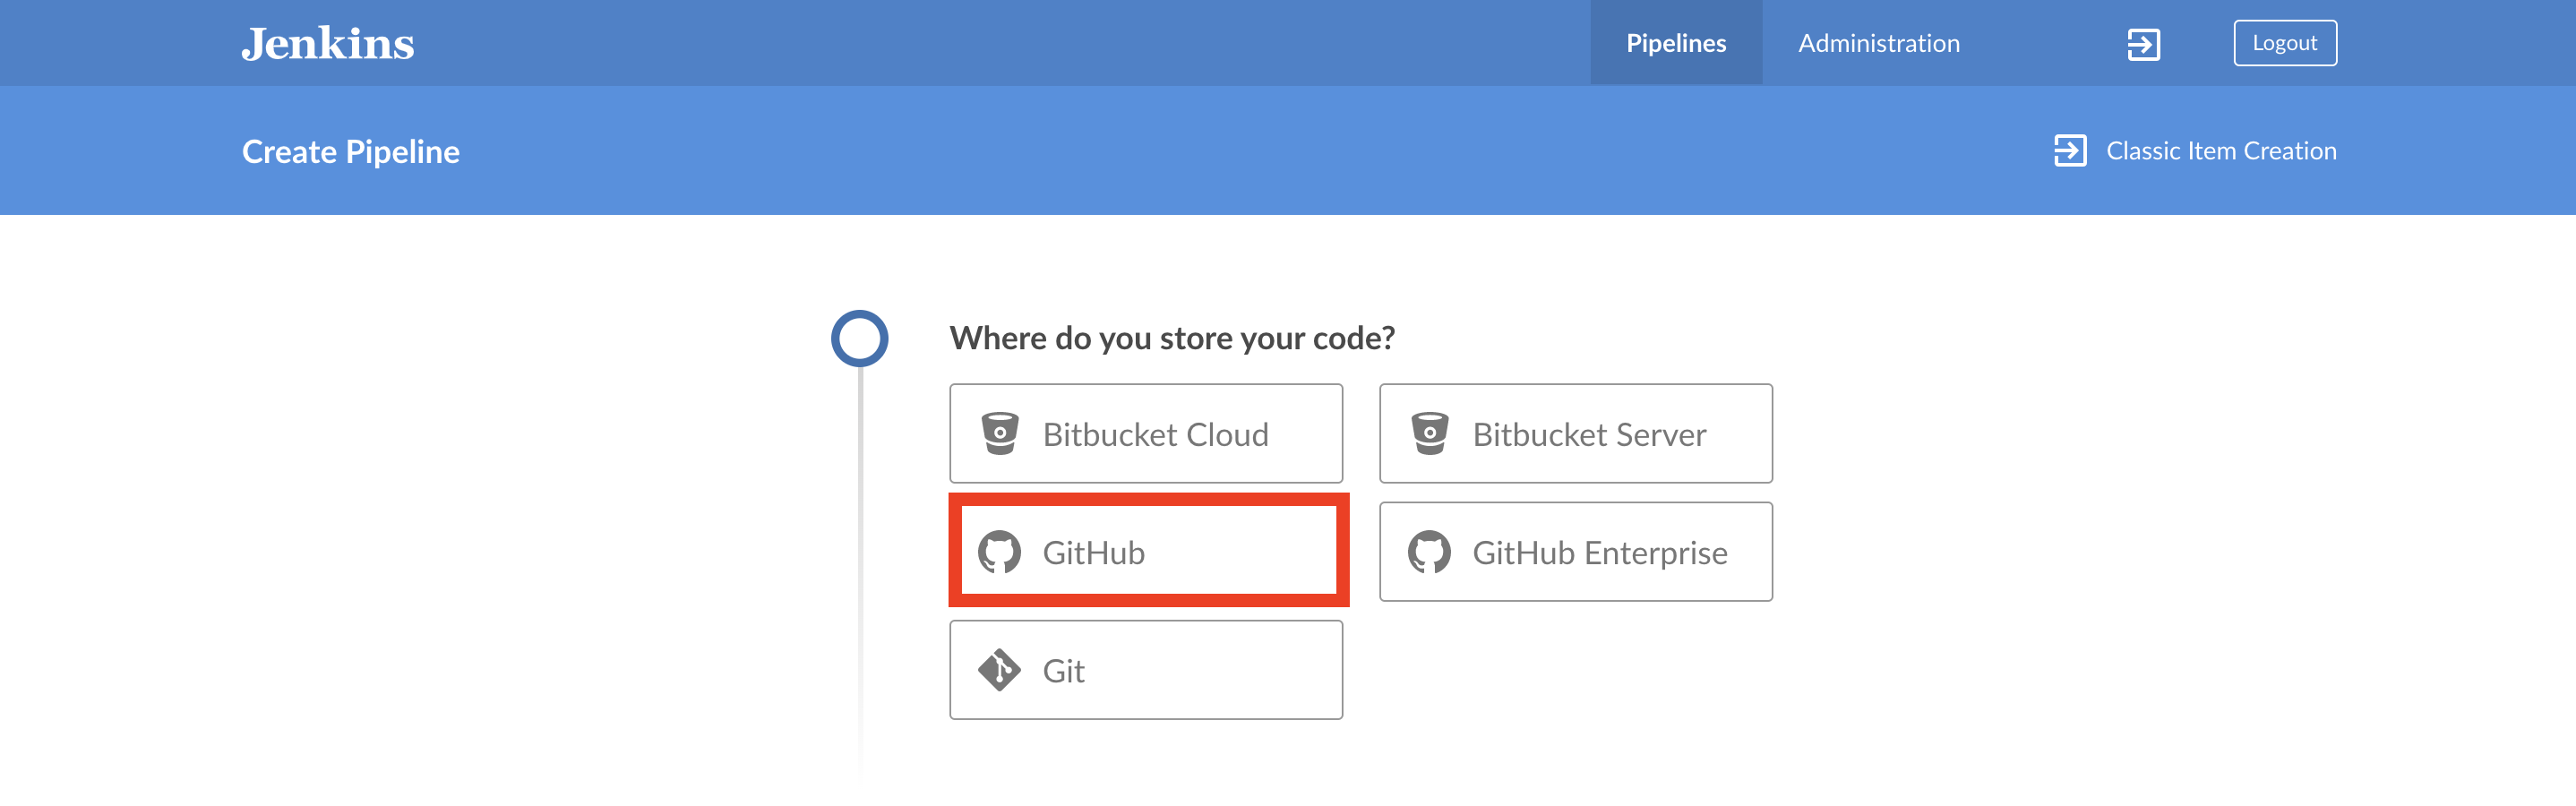 Jenkins
Pipelines
Administration
Logout
Create Pipeline
Classic Item Creation
Where do you store your code?
Bitbucket Cloud
Bitbucket Server
GitHub
GitHub Enterprise
Git